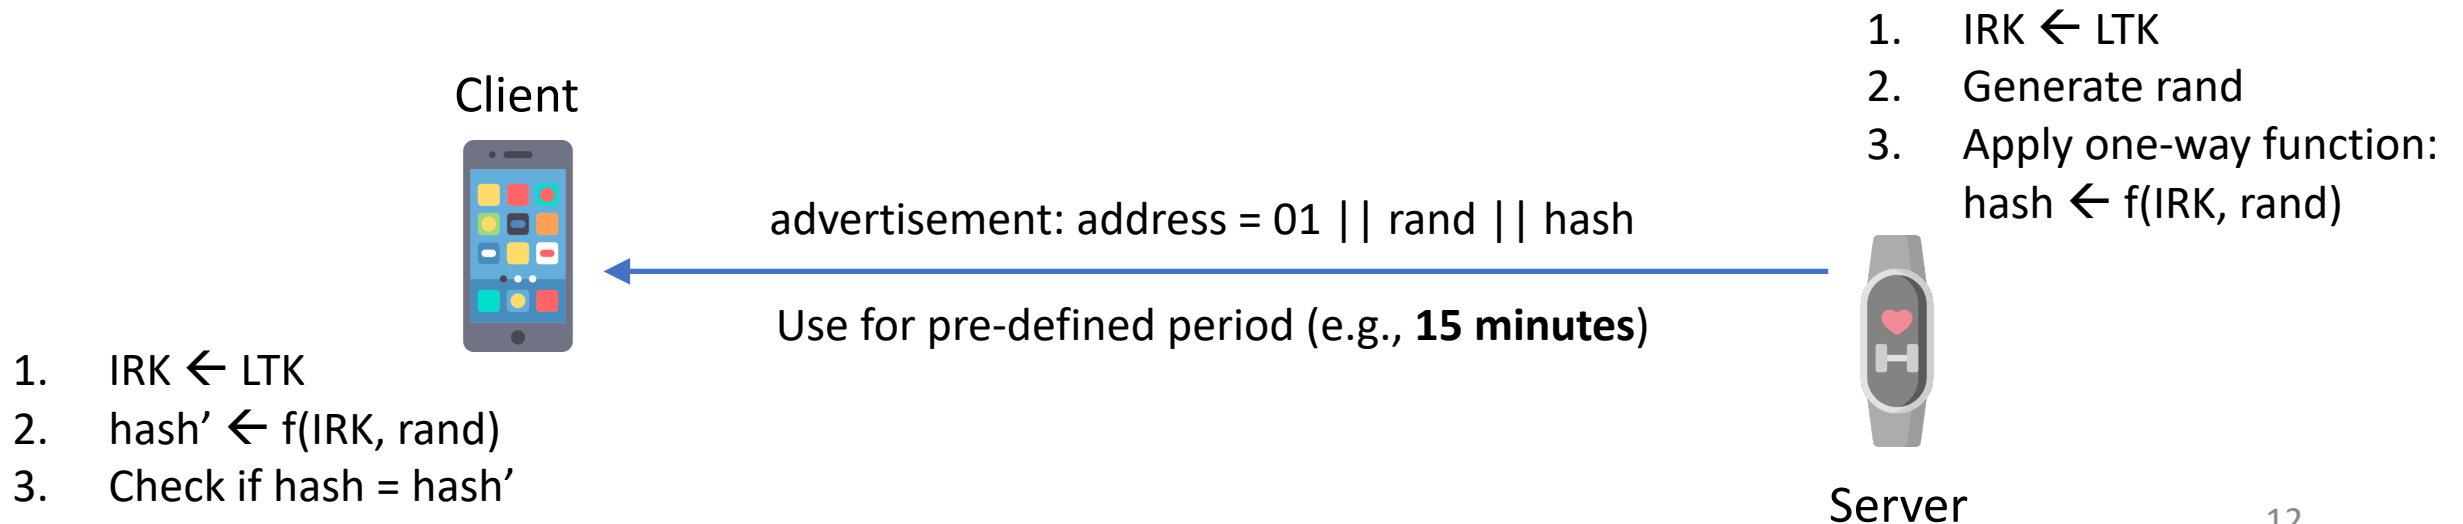 Client
1. IRK ← LTK
2. hash’ ← f(IRK, rand)
3. Check if hash = hash’
advertisement: address = 01 || rand || hash
Use for pre-defined period (e.g., 15 minutes)
1. IRK ← LTK
2. Generate rand
3. Apply one-way function:
hash ← f(IRK, rand)
Server
12